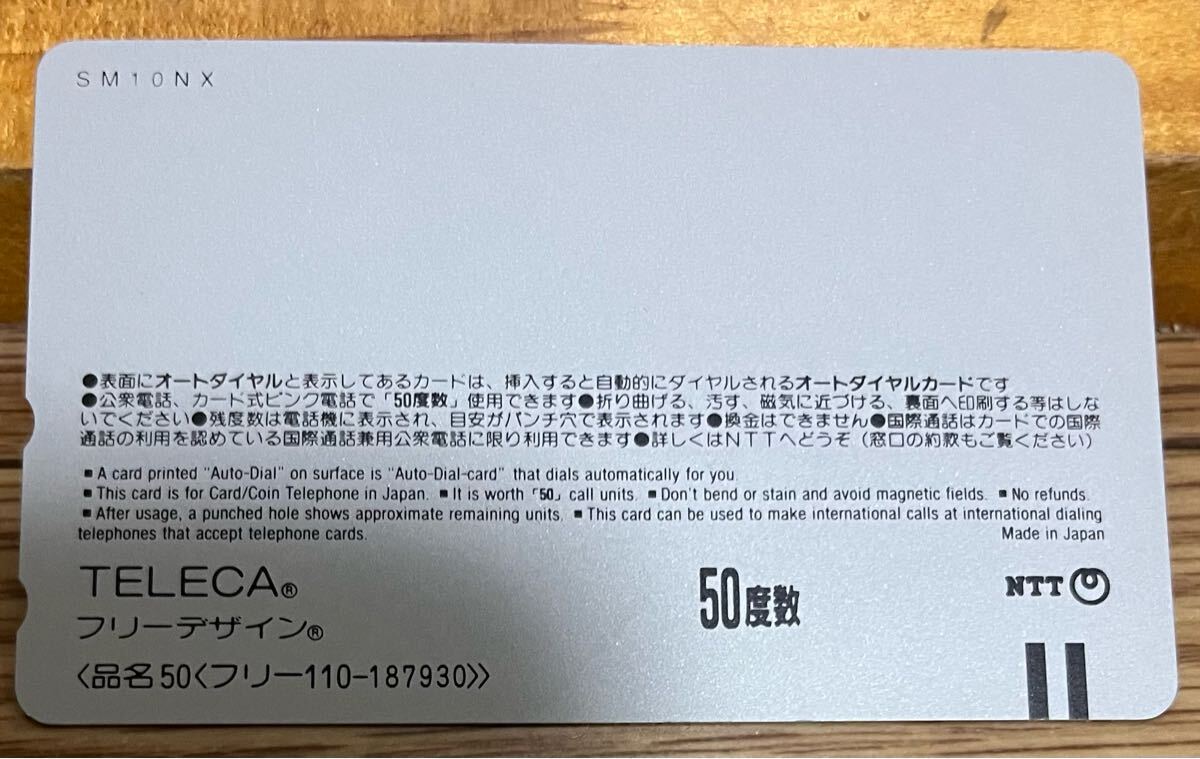 SM10NX
●表面にオートダイヤルと表示してあるカードは、挿入すると自動的にダイヤルされるオートダイヤルカードです
●公衆電話、カード式ピンク電話で「50度数」使用できます●折り曲げる、汚す、磁気に近づける、裏面へ印刷する等はしな
いでください●残度数は電話機に表示され、目安がパンチ穴で表示されます●換金はできません●国際通話はカードでの国際
通話の利用を認めている国際通話兼用公衆電話に限り利用できます●詳しくはNTTへどうぞ（窓口の約款もご覧ください）
■A card printed "Auto-Dial" on surface is "Auto-Dial-card" that dials automatically for you.
■This card is for Card/Coin Telephone in Japan. ■It is worth「50」call units. ■Don't bend or stain and avoid magnetic fields. ■No refunds.
■After usage, a punched hole shows approximate remaining units. ■This card can be used to make international calls at international dialing
telephones that accept telephone cards. Made in Japan
TELECA®
フリーデザイン®
〈品名50〈フリー110-187930〉〉
50度数
NTT